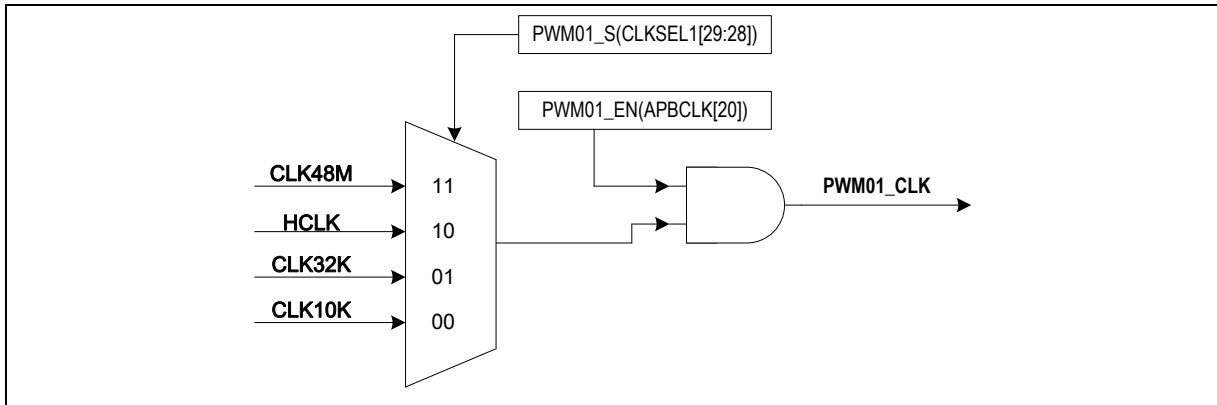 PWM01_S(CLKSEL1[29:28])
PWM01_EN(APBCLK[20])
CLK48M
11
PWM01_CLK
HCLK
10
CLK32K
01
CLK10K
00